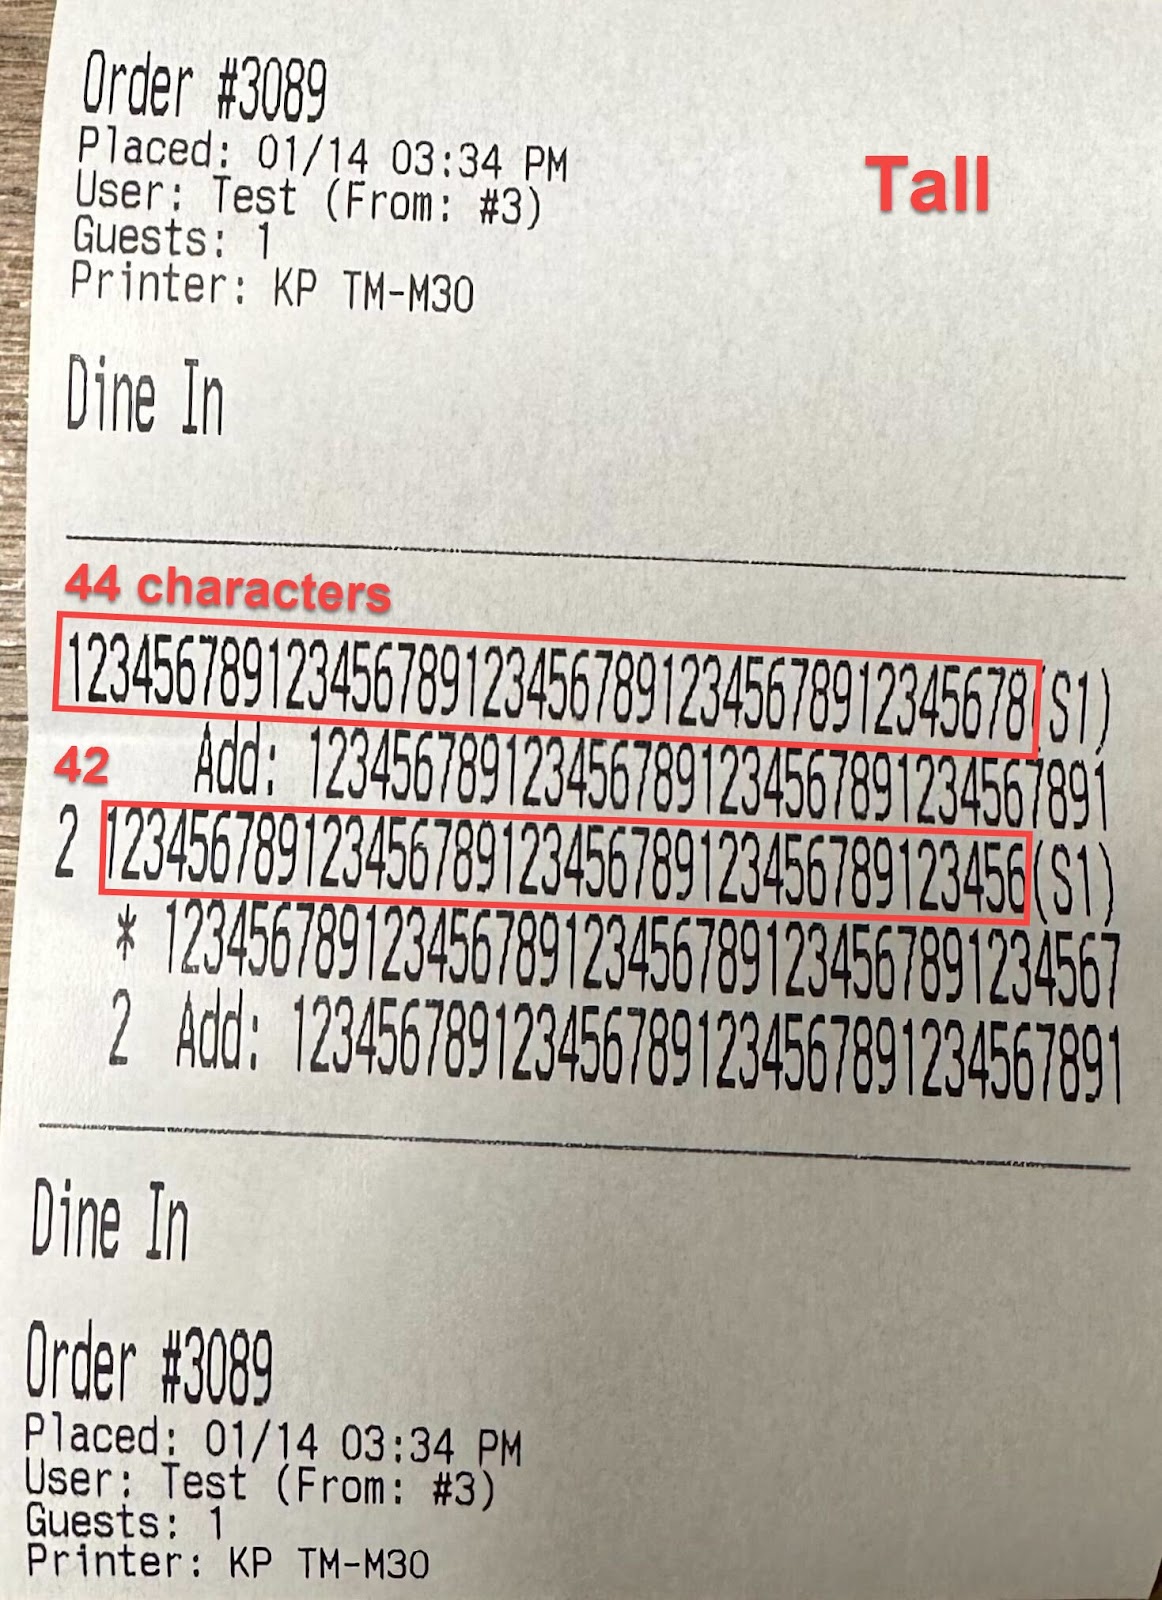 Order #3089
Placed: 01/14 03:34 PM
Tall
User: Test (From: #3)
Guests: 1
Printer: KP TM-M30
Dine In
44 characters
12345678912345678912345678912345678912345678(S1)
42
Add: 1234567891234567891234567891234567891
2 123456789123456789123456789123456789123456(S1)
* 1234567891234567891234567891234567891234567
2 Add: 1234567891234567891234567891234567891
Dine In
Order #3089
Placed: 01/14 03:34 PM
User: Test (From: #3)
Guests: 1
Printer: KP TM-M30